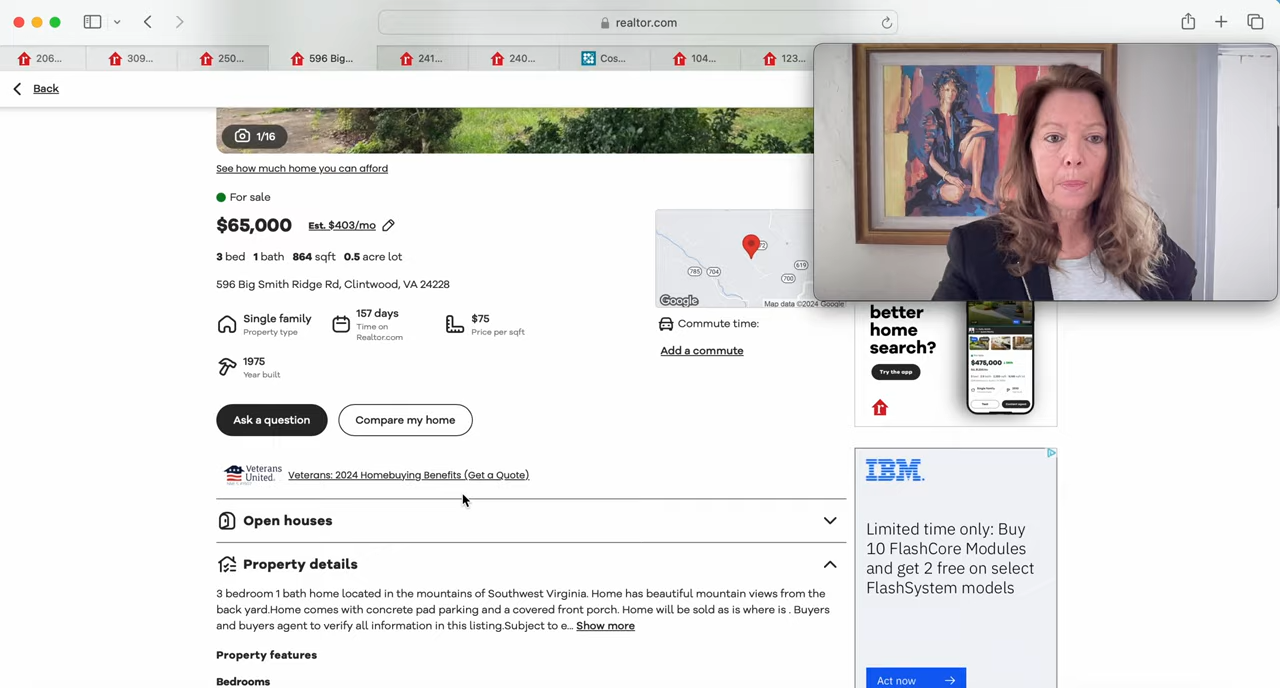 realtor.com
206...
309...
250...
596 Big...
241...
240...
Cos...
104...
123...
Back
1/16
See how much home you can afford
For sale
$65,000 Est. $403/mo
3 bed 1 bath 864 sqft 0.5 acre lot
596 Big Smith Ridge Rd, Clintwood, VA 24228
Single family
Property type
157 days
Time on
Realtor.com
$75
Price per sqft
1975
Year built
72
785
704
619
700
Google
Map data ©2024 Google
Commute time:
Add a commute
Ask a question
Compare my home
Veterans
United.
Veterans: 2024 Homebuying Benefits (Get a Quote)
Open houses
Property details
3 bedroom 1 bath home located in the mountains of Southwest Virginia. Home has beautiful mountain views from the
back yard.Home comes with concrete pad parking and a covered front porch. Home will be sold as is where is . Buyers
and buyers agent to verify all information in this listing.Subject to e... Show more
Property features
Bedrooms
better
home
search?
Try the app
$475,000
IBM.
Limited time only: Buy
10 FlashCore Modules
and get 2 free on select
FlashSystem models
Act now